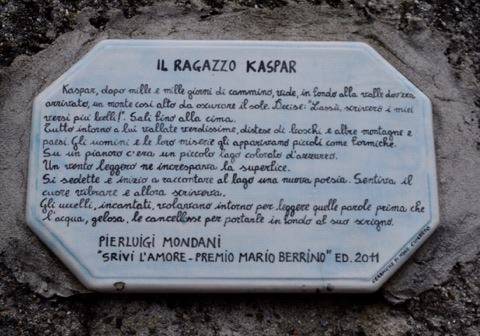 IL RAGAZZO KASPAR
Kaspar, dopo mille e mille giorni di cammino, vide, in fondo alla valle dov'era
arrivato, un monte così alto da oscurare il sole. Decise: "Lassù, scriverò i miei
versi più belli". Salì fino alla cima.
Tutto intorno a lui vallate verdissime, distese di boschi e altre montagne e
paesi. Gli uomini e le loro miserie gli apparivano piccoli come formiche.
Su un pianoro c'era un piccolo lago colorato d'azzurro.
Un vento leggero ne increspava la superficie.
Si sedette e iniziò a raccontare al lago una nuova poesia. Sentiva il
cuore vibrare e allora scriveva.
Gli uccelli, incantati, volavano intorno per leggere quelle parole prima che
l'acqua, gelosa, le cancellasse per portarle in fondo al suo scrigno.
PIERLUIGI MONDANI
"SRIVI L'AMORE - PREMIO MARIO BERRINO" ED. 2011